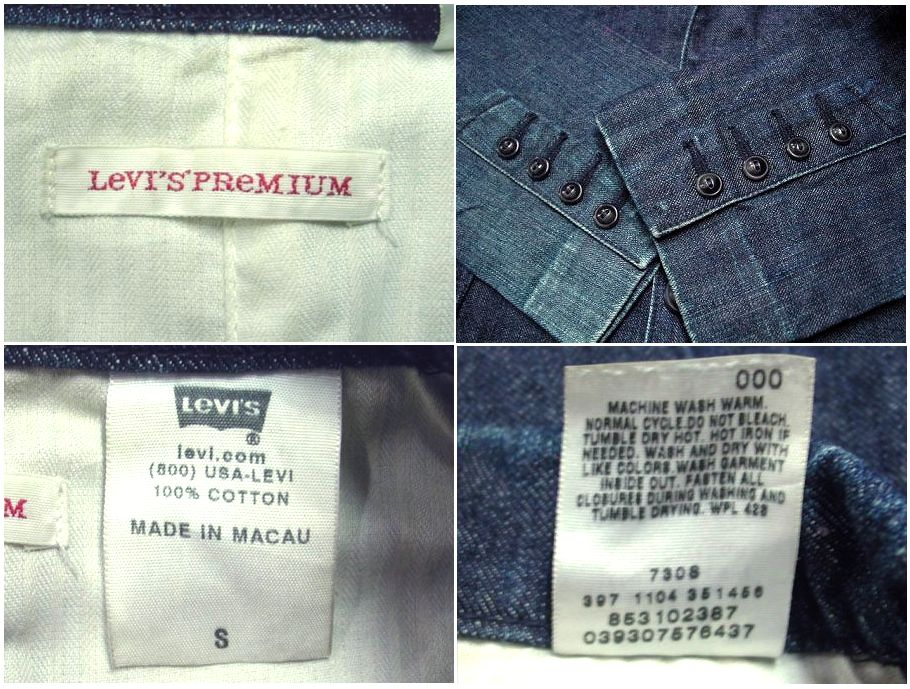 LeVI'S PReMIUM
LeVI'S
®
levi.com
(800) USA-LEVI
100% COTTON
MADE IN MACAU
S
M
000
MACHINE WASH WARM.
NORMAL CYCLE.DO NOT BLEACH.
TUMBLE DRY HOT. HOT IRON IF
NEEDED. WASH AND DRY WITH
LIKE COLORS.WASH GARMENT
INSIDE OUT. FASTEN ALL
CLOSURES DURING WASHING AND
TUMBLE DRYING. WPL 423
730S
397 1104 351456
853102387
039307576437